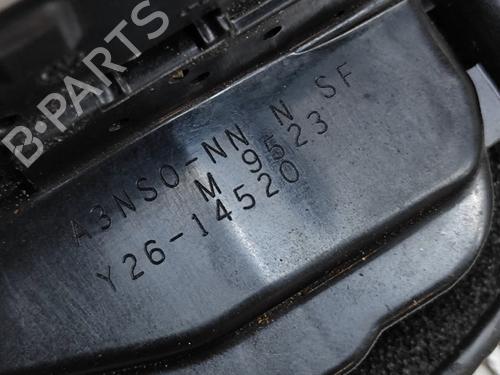 B-PARTS
A3NS0-NN N SF
M 9523
Y26-14520